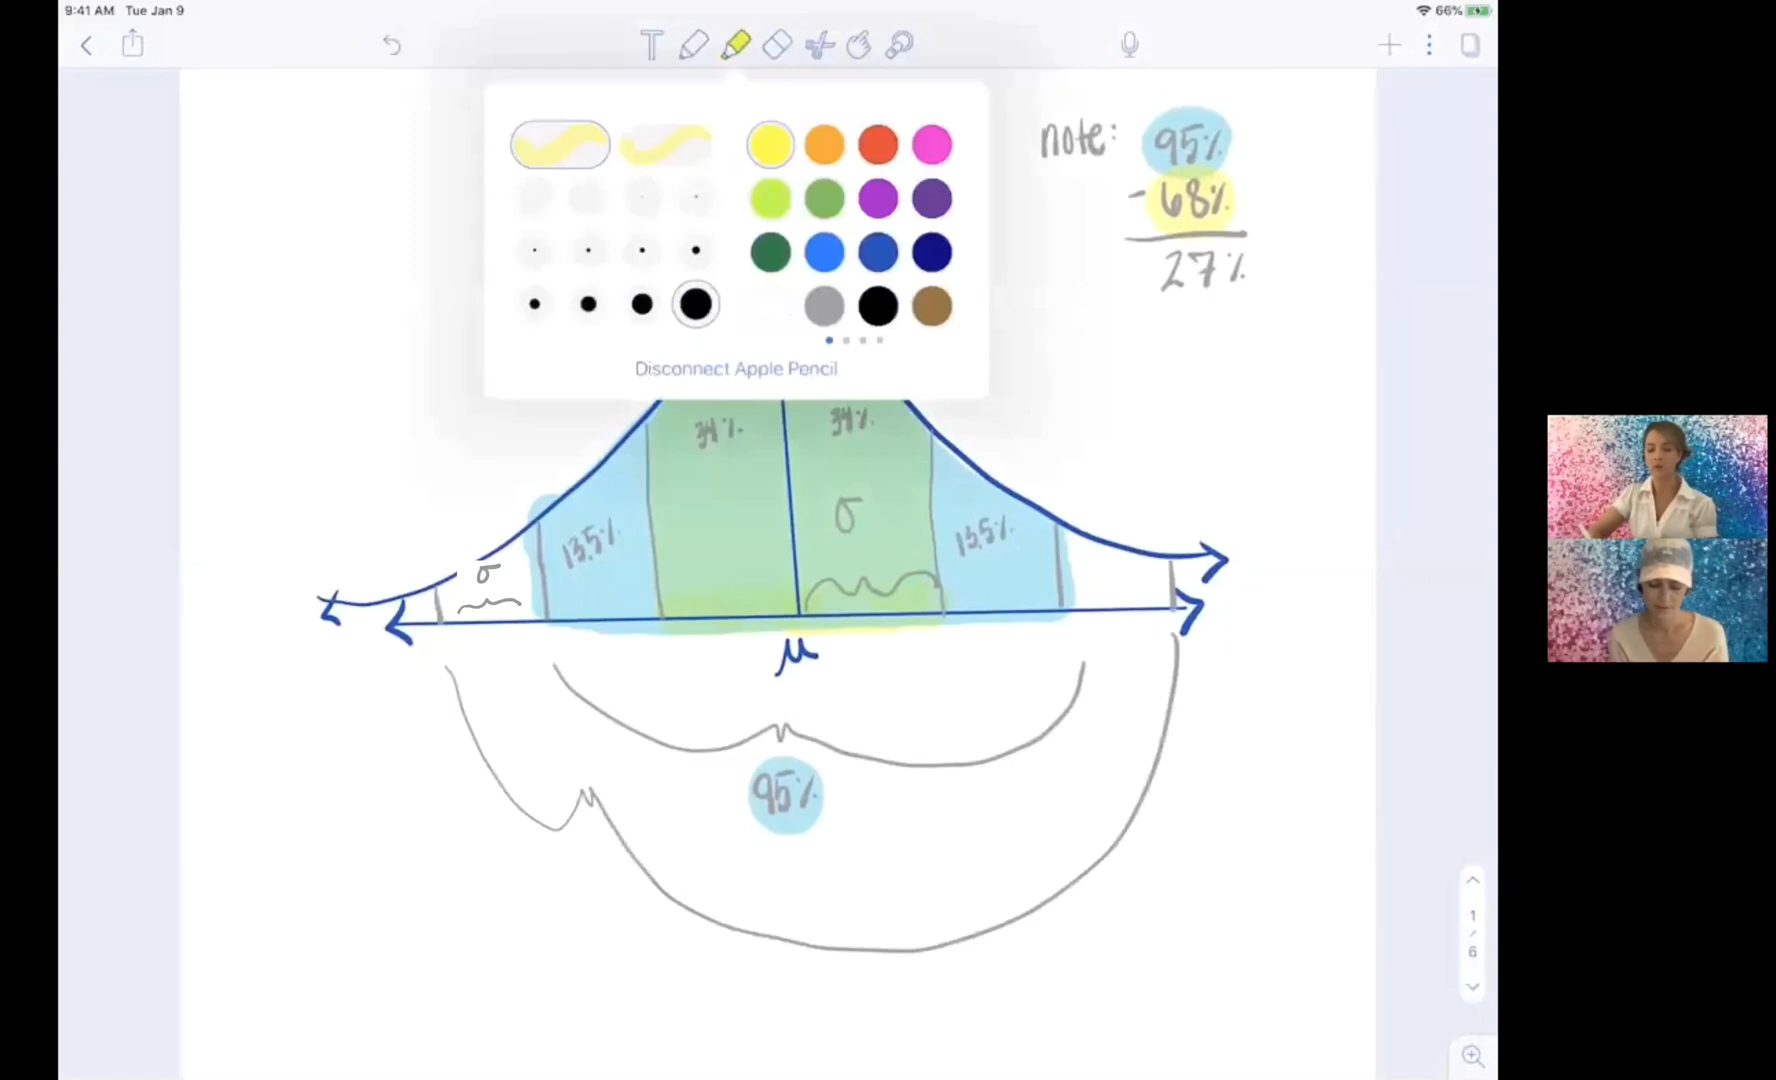 9:41 AM Tue Jan 9
66%
T
note: 95%
- 68%
27%
Disconnect Apple Pencil
34% 34%
σ
13.5% 13.5%
σ
μ
95%
1
/
6